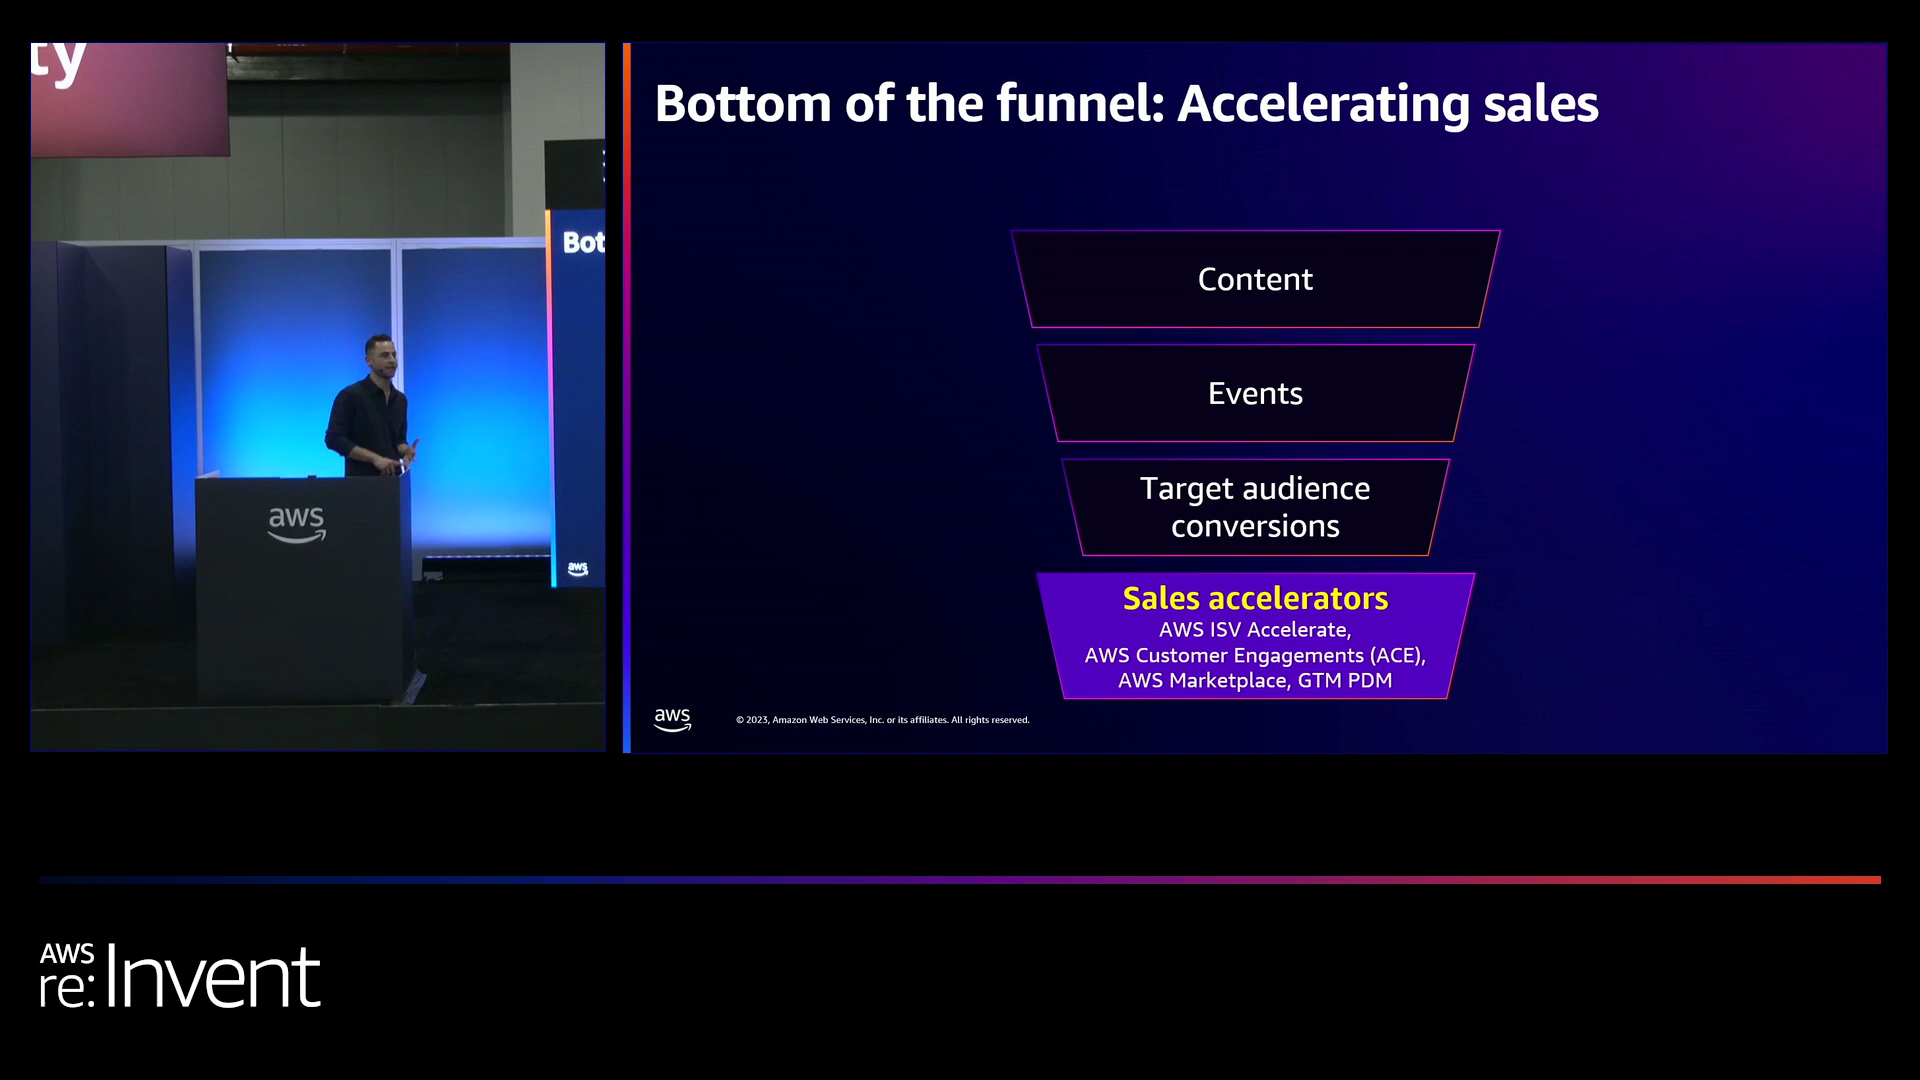 ty
Bot
aws
aws
Bottom of the funnel: Accelerating sales
Content
Events
Target audience
conversions
Sales accelerators
AWS ISV Accelerate,
AWS Customer Engagements (ACE),
AWS Marketplace, GTM PDM
aws
© 2023, Amazon Web Services, Inc. or its affiliates. All rights reserved.
AWS
re:Invent